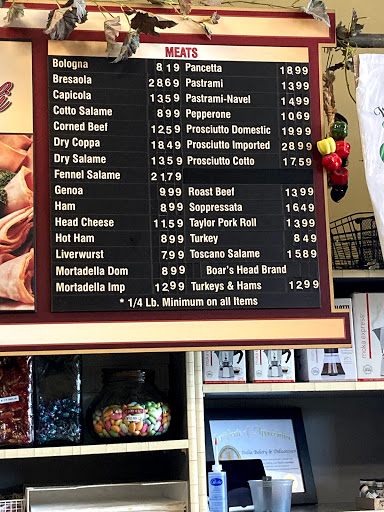 MEATS
Bologna 8 19
Bresaola 28 69
Capicola 13 59
Cotto Salame 8 99
Corned Beef 12 59
Dry Coppa 18 49
Dry Salame 13 59
Fennel Salame 21 79
Genoa 9 99
Ham 8 99
Head Cheese 11 59
Hot Ham 8 99
Liverwurst 7 99
Mortadella Dom 8 99
Mortadella Imp 12 99
Pancetta 18 99
Pastrami 13 99
Pastrami-Navel 14 99
Pepperone 10 69
Prosciutto Domestic 19 99
Prosciutto Imported 28 99
Prosciutto Cotto 17 59
Roast Beef 13 99
Soppressata 16 49
Taylor Pork Roll 13 99
Turkey 8 49
Toscano Salame 15 89
Boar's Head Brand
Turkeys & Hams 12 99
* 1/4 Lb. Minimum on all Items
moka express